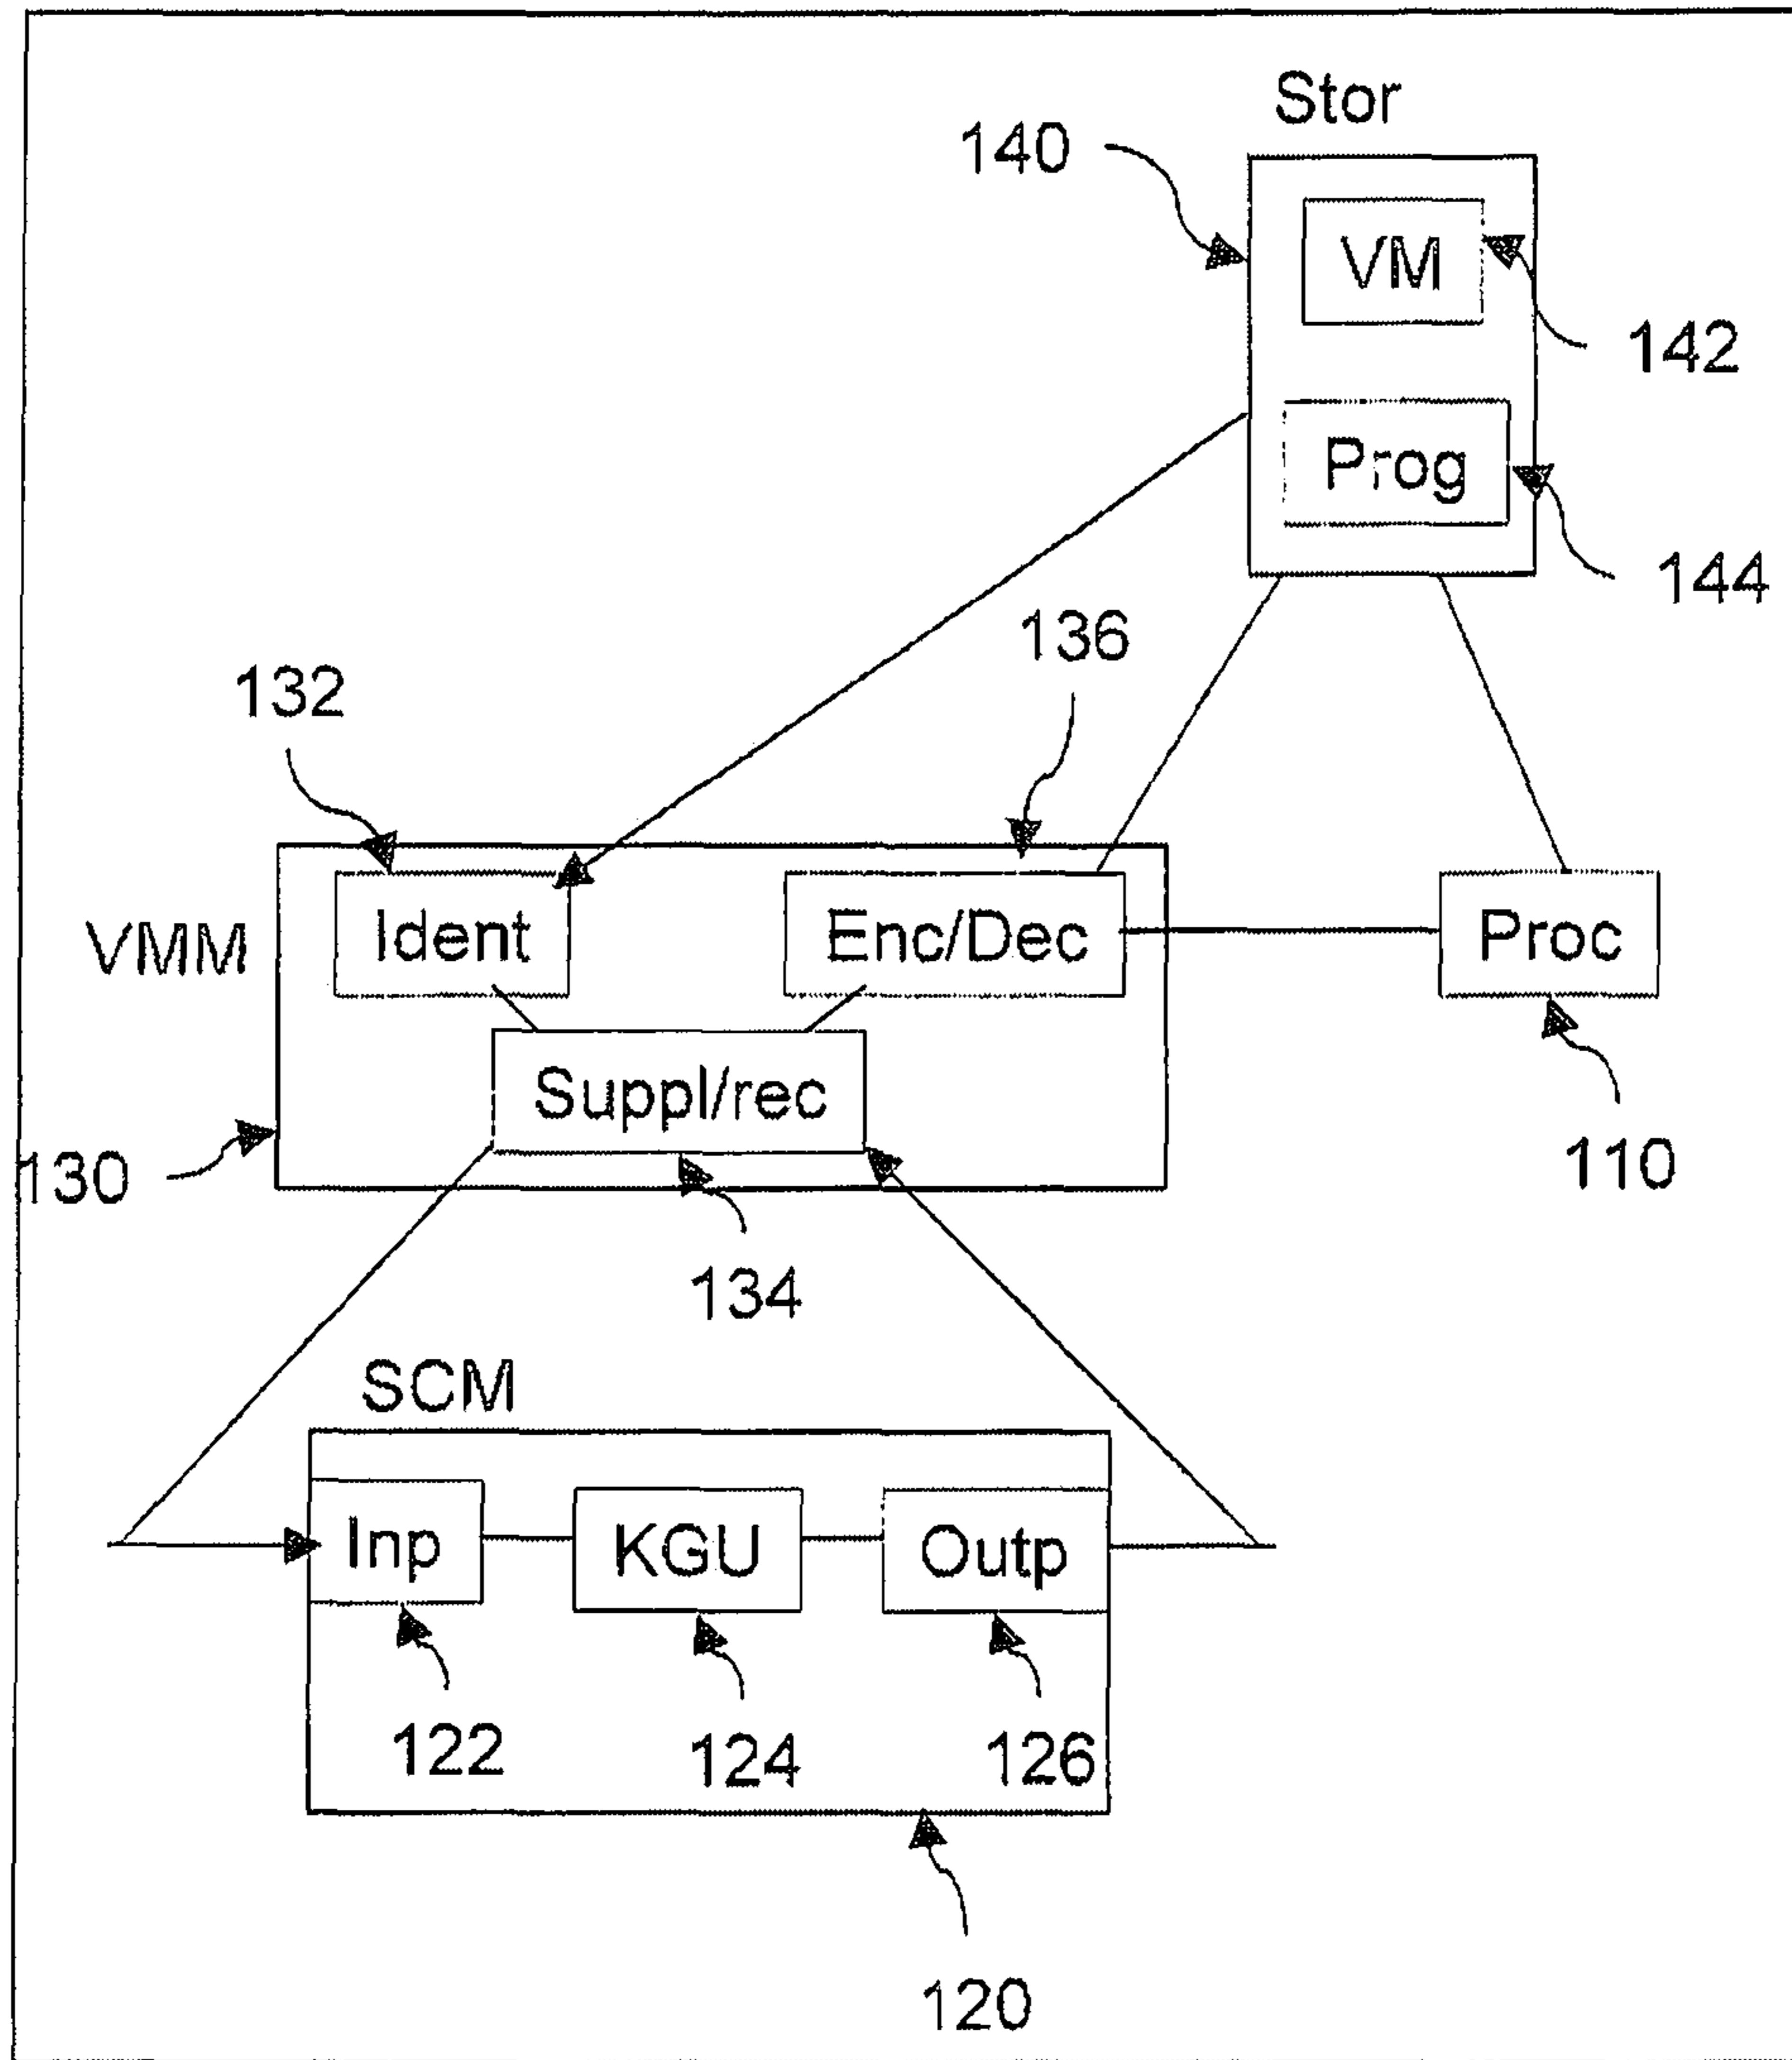 Stor
140
VM
142
Prog
144
136
132
VMM
Ident
Enc/Dec
Proc
Suppl/rec
130
110
134
SCM
Inp
KGU
Outp
122
124
126
120